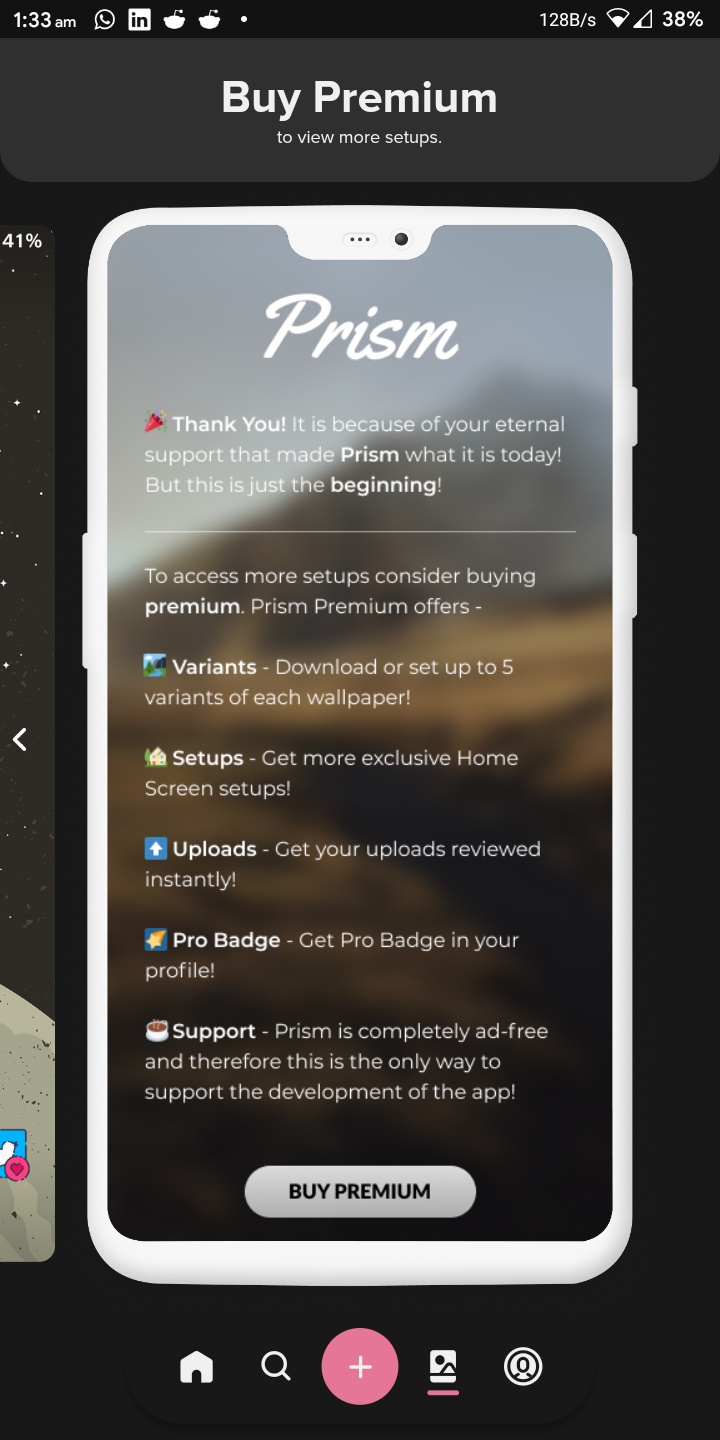 1:33 am
128B/s
38%
Buy Premium
to view more setups.
41%
Prism
Thank You! It is because of your eternal
support that made Prism what it is today!
But this is just the beginning!
To access more setups consider buying
premium. Prism Premium offers -
Variants - Download or set up to 5
variants of each wallpaper!
Setups - Get more exclusive Home
Screen setups!
Uploads - Get your uploads reviewed
instantly!
Pro Badge - Get Pro Badge in your
profile!
Support - Prism is completely ad-free
and therefore this is the only way to
support the development of the app!
BUY PREMIUM